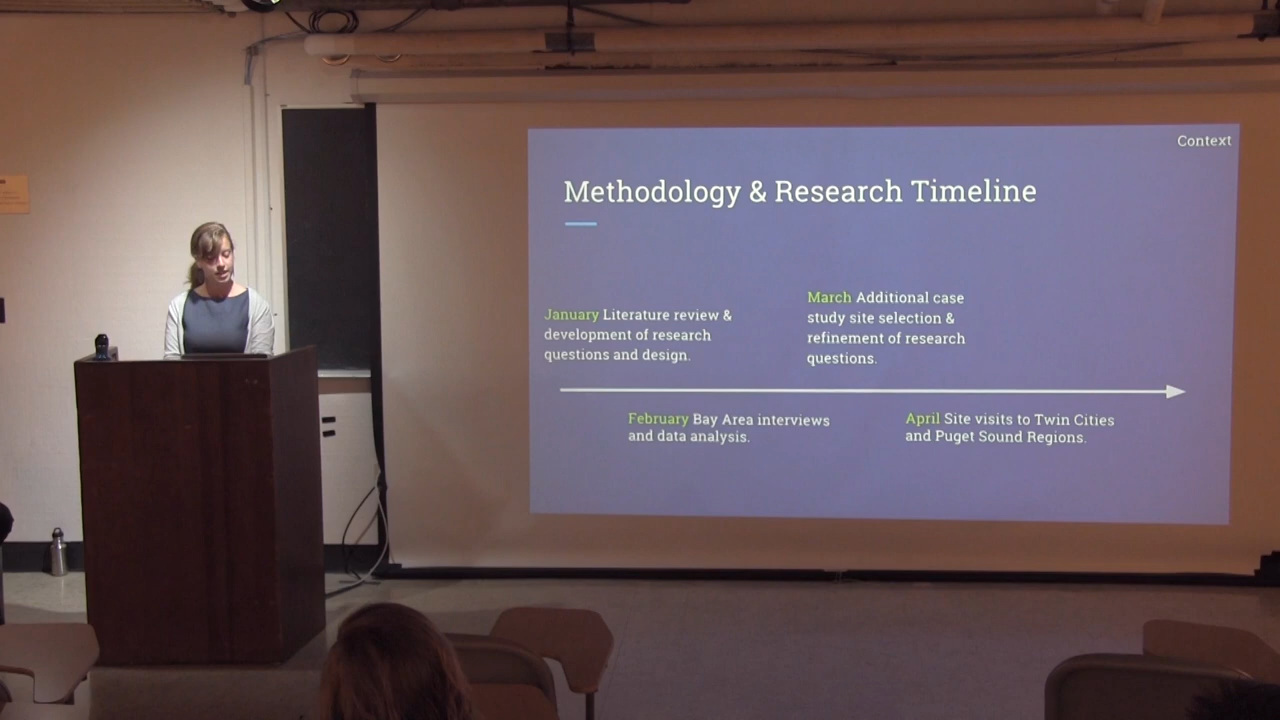 Context
Methodology & Research Timeline
January Literature review &
development of research
questions and design.
March Additional case
study site selection &
refinement of research
questions.
February Bay Area interviews
and data analysis.
April Site visits to Twin Cities
and Puget Sound Regions.